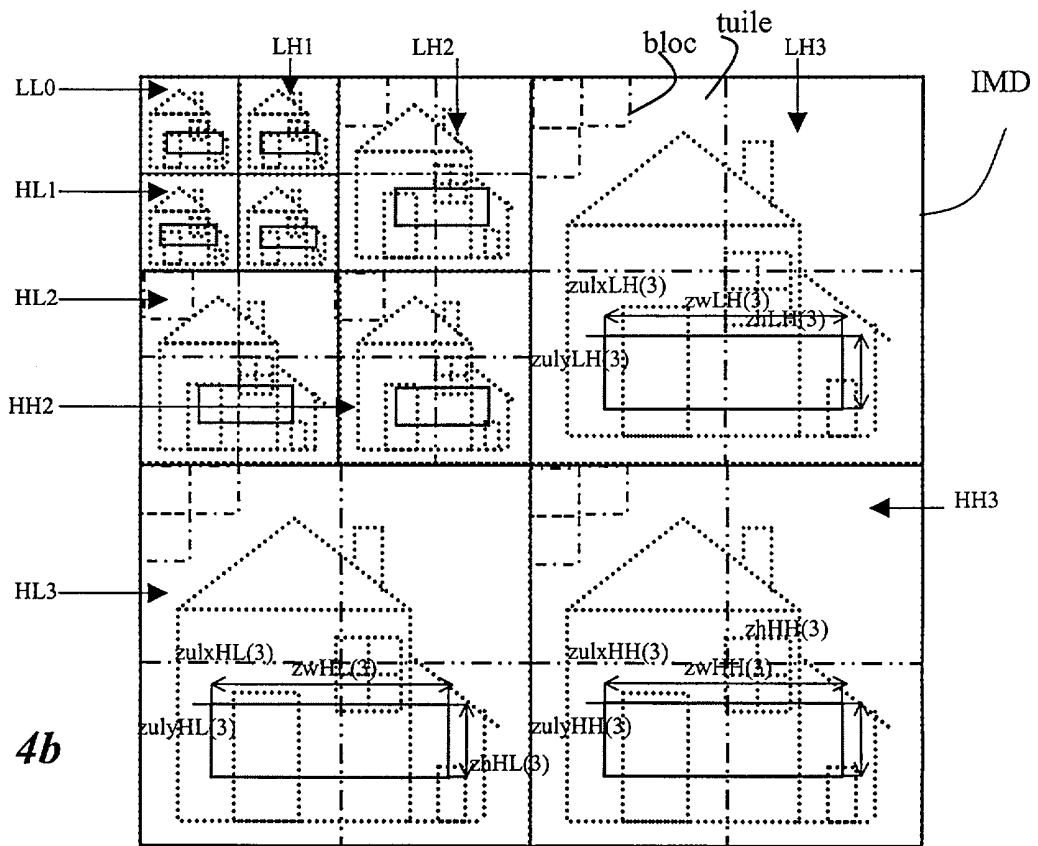 tuile
bloc
LH1
LH2
LH3
LL0
IMD
HL1
HL2
zulxLH(3)
zwLH(3)
zhLH(3)
zulyLH(3)
HH2
HH3
HL3
zhHH(3)
zulxHL(3)
zwHL(3)
zulxHH(3)
zwHH(3)
zulyHL(3)
zulyHH(3)
4b
zhHL(3)